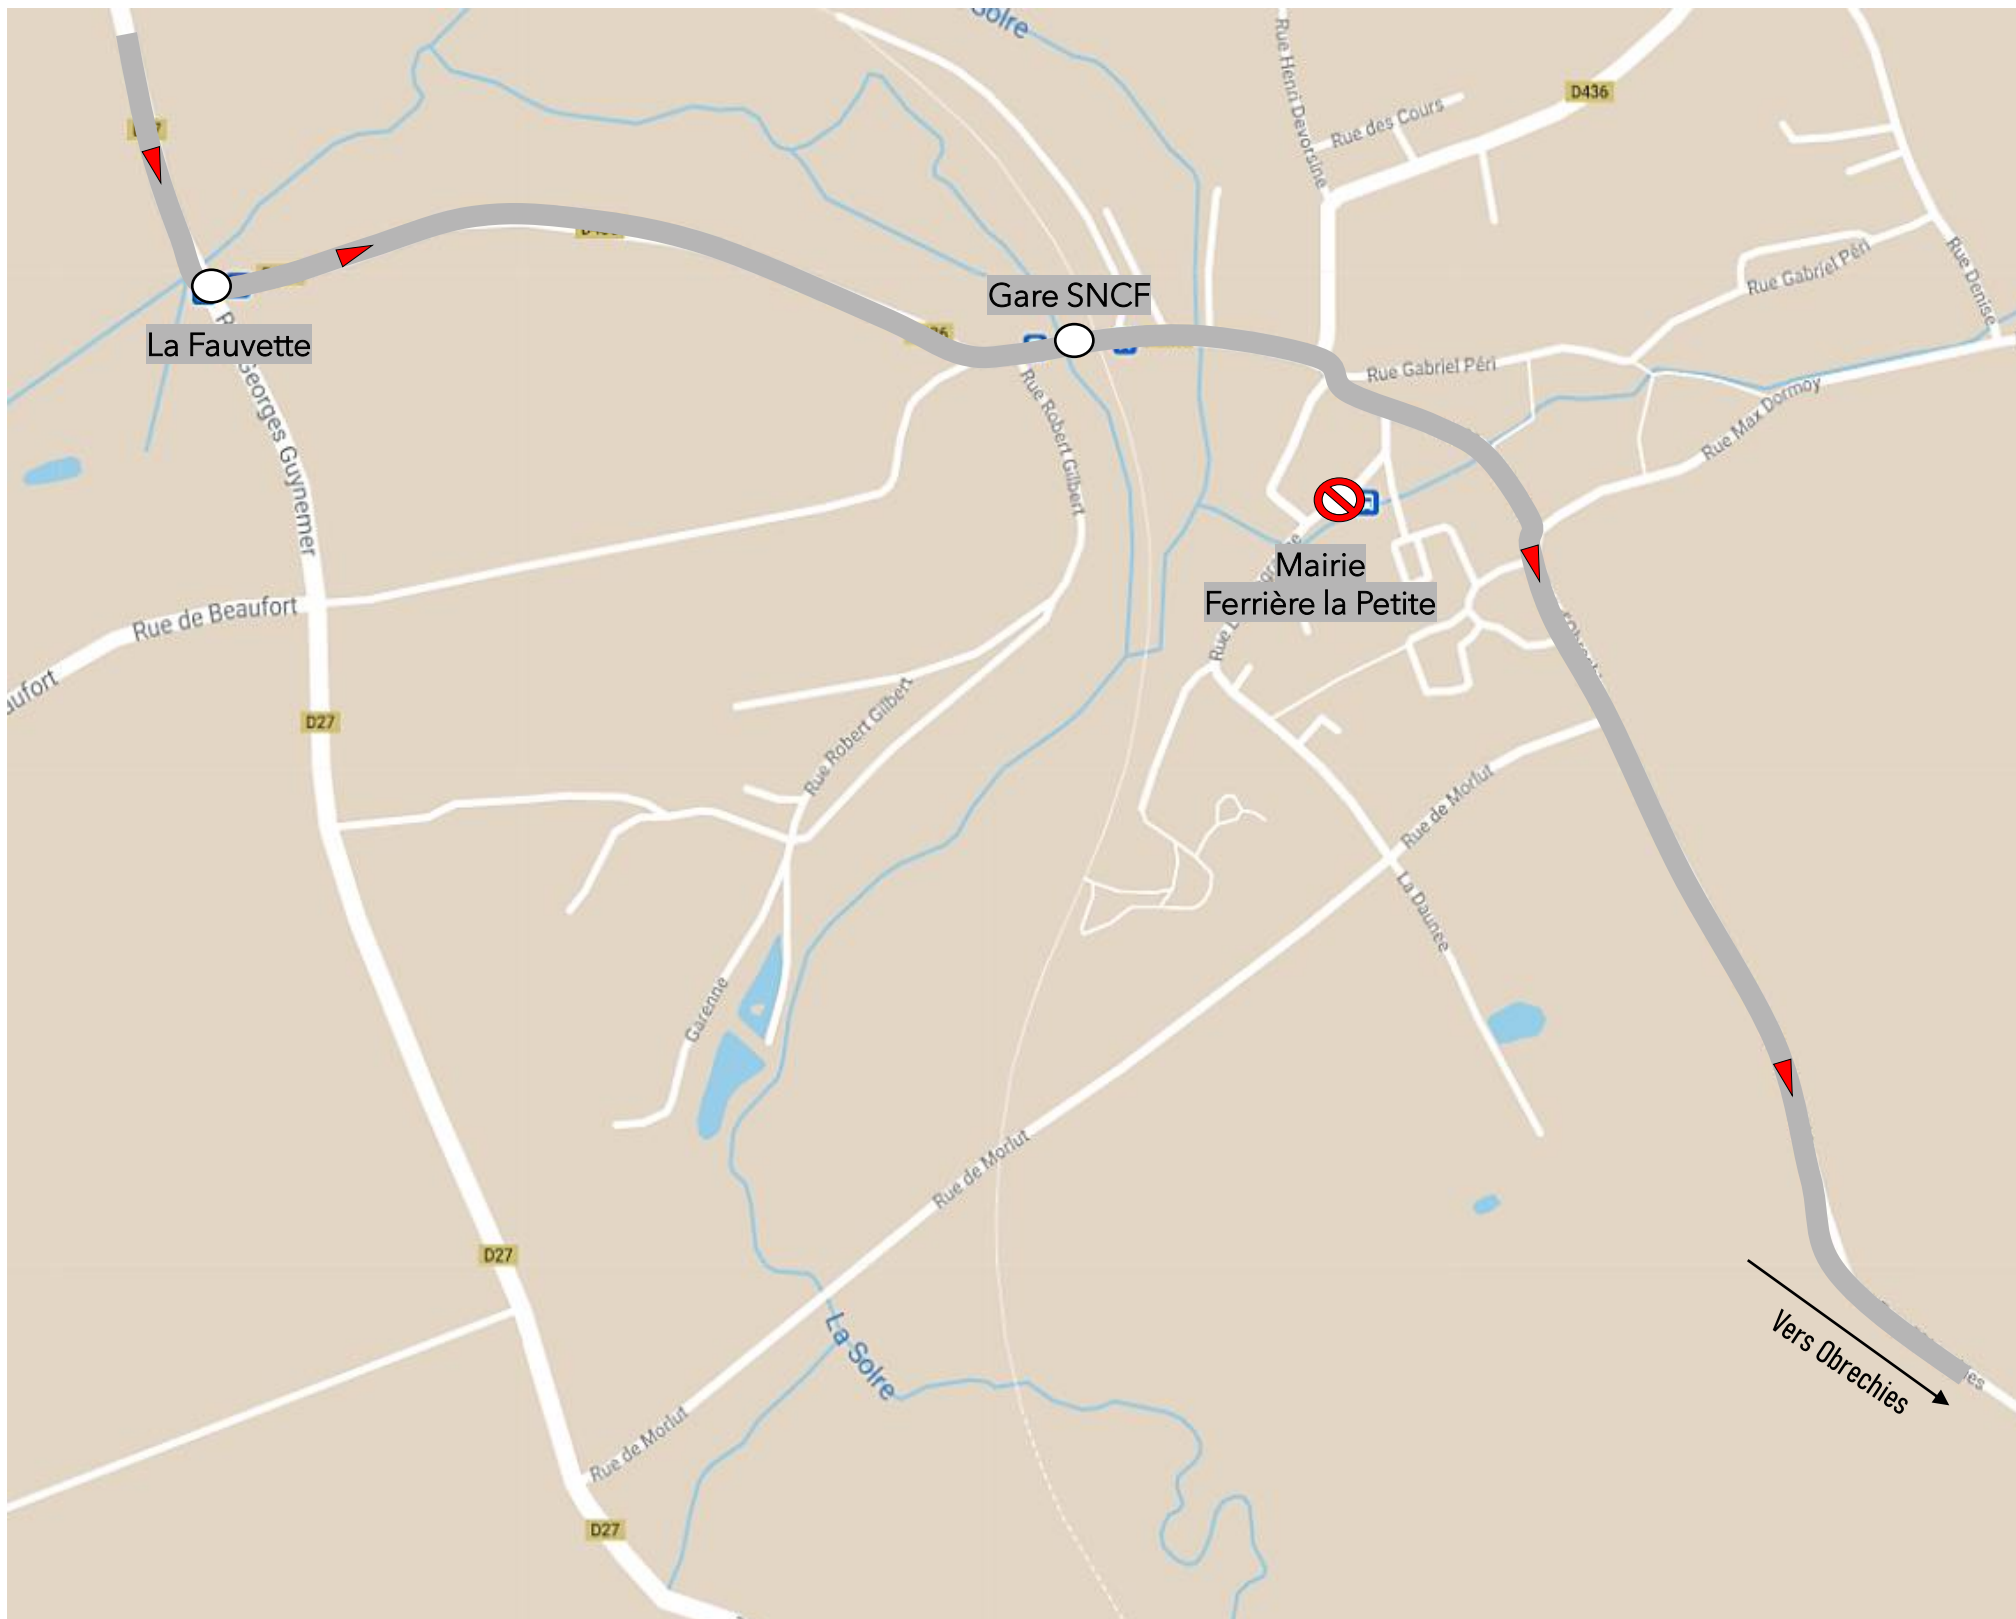 Solre
Rue Henri Devorsine
D436
Rue des Cours
Rue Gabriel Péri
Rue Denise
Gare SNCF
La Fauvette
Georges Guynemer
Rue Robert Gilbert
Rue Gabriel Péri
Rue Max Dormoy
Mairie
Ferrière la Petite
Rue de Beaufort
D27
Rue Robert Gilbert
Rue de Morlut
La Daunée
Garenne
Rue de Morlut
D27
La Solre
Vers Obrechies
Rue de Morlut
D27